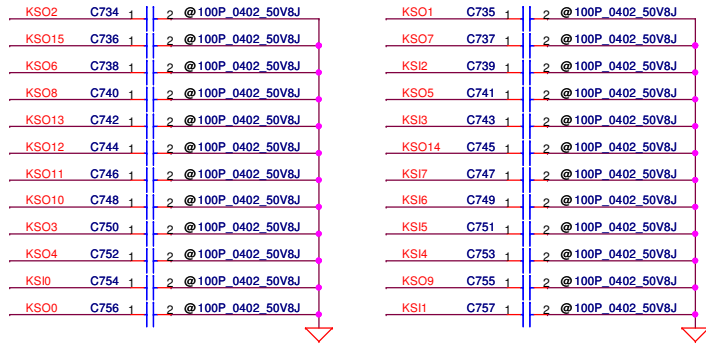 KSO2 C734 1 2 @100P_0402_50V8J KSO1 C735 1 2 @100P_0402_50V8J
KSO15 C736 1 2 @100P_0402_50V8J KSO7 C737 1 2 @100P_0402_50V8J
KSO6 C738 1 2 @100P_0402_50V8J KSI2 C739 1 2 @100P_0402_50V8J
KSO8 C740 1 2 @100P_0402_50V8J KSO5 C741 1 2 @100P_0402_50V8J
KSO13 C742 1 2 @100P_0402_50V8J KSI3 C743 1 2 @100P_0402_50V8J
KSO12 C744 1 2 @100P_0402_50V8J KSO14 C745 1 2 @100P_0402_50V8J
KSO11 C746 1 2 @100P_0402_50V8J KSI7 C747 1 2 @100P_0402_50V8J
KSO10 C748 1 2 @100P_0402_50V8J KSI6 C749 1 2 @100P_0402_50V8J
KSO3 C750 1 2 @100P_0402_50V8J KSI5 C751 1 2 @100P_0402_50V8J
KSO4 C752 1 2 @100P_0402_50V8J KSI4 C753 1 2 @100P_0402_50V8J
KSI0 C754 1 2 @100P_0402_50V8J KSO9 C755 1 2 @100P_0402_50V8J
KSO0 C756 1 2 @100P_0402_50V8J KSI1 C757 1 2 @100P_0402_50V8J